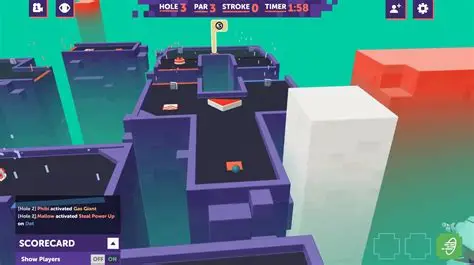 HOLE 3 PAR 3 STROKE 0 TIMER 1:58
[Hole 2] Phibi activated Gas Giant
[Hole 2] Mallow activated Steal Power Up
on Dat
SCORECARD
Show Players OFF ON